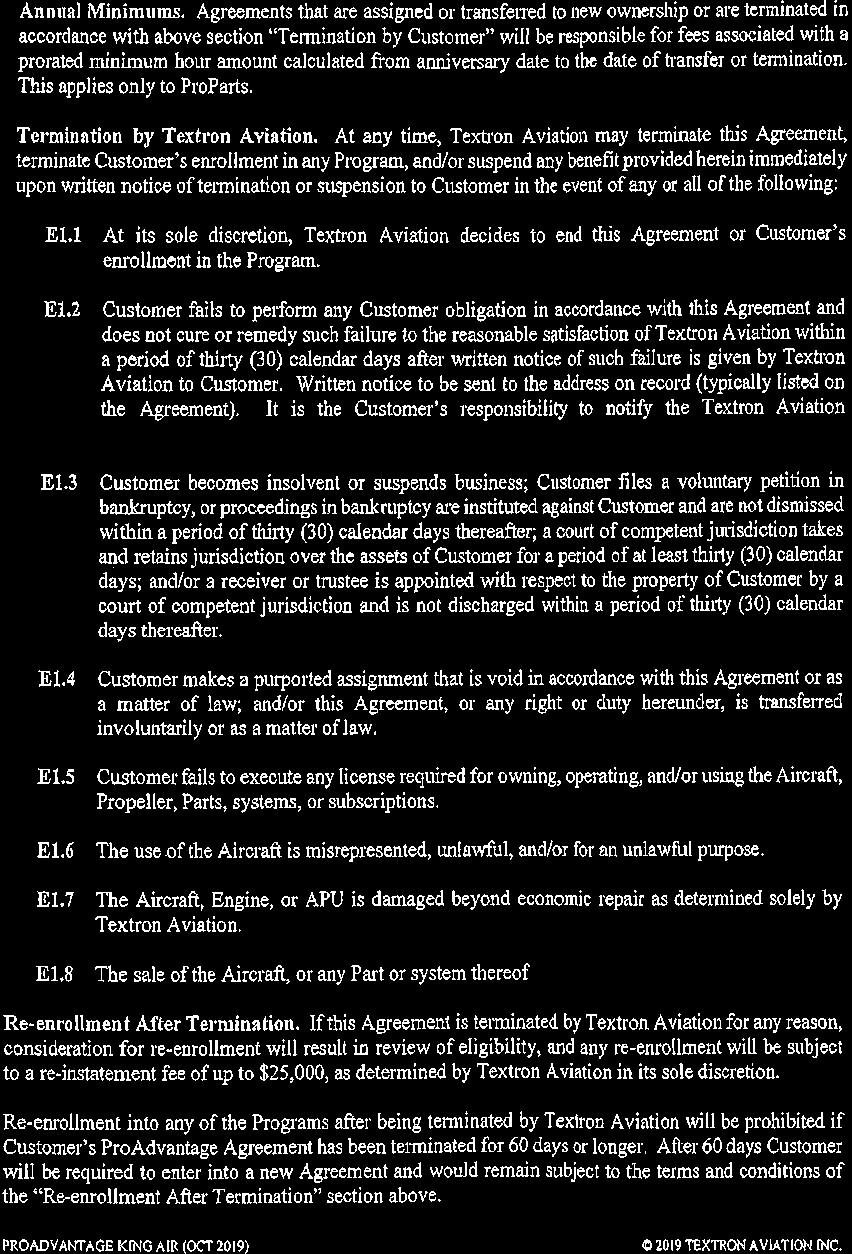 Annual Minimums. Agreements that are assigned or transferred to new ownership or are terminated in
accordance with above section "Termination by Customer" will be responsible for fees associated with a
prorated minimum hour amount calculated from anniversary date to the date of transfer or termination.
This applies only to ProParts.
Termination by Textron Aviation. At any time, Textron Aviation may terminate this Agreement,
terminate Customer's enrollment in any Program, and/or suspend any benefit provided herein immediately
upon written notice of termination or suspension to Customer in the event of any or all of the following:
E1.1 At its sole discretion, Textron Aviation decides to end this Agreement or Customer's
enrollment in the Program.
E1.2 Customer fails to perform any Customer obligation in accordance with this Agreement and
does not cure or remedy such failure to the reasonable satisfaction of Textron Aviation within
a period of thirty (30) calendar days after written notice of such failure is given by Textron
Aviation to Customer. Written notice to be sent to the address on record (typically listed on
the Agreement). It is the Customer's responsibility to notify the Textron Aviation
E1.3 Customer becomes insolvent or suspends business; Customer files a voluntary petition in
bankruptcy, or proceedings in bankruptcy are instituted against Customer and are not dismissed
within a period of thirty (30) calendar days thereafter; a court of competent jurisdiction takes
and retains jurisdiction over the assets of Customer for a period of at least thirty (30) calendar
days; and/or a receiver or trustee is appointed with respect to the property of Customer by a
court of competent jurisdiction and is not discharged within a period of thirty (30) calendar
days thereafter.
E1.4 Customer makes a purported assignment that is void in accordance with this Agreement or as
a matter of law; and/or this Agreement, or any right or duty hereunder, is transferred
involuntarily or as a matter of law.
E1.5 Customer fails to execute any license required for owning, operating, and/or using the Aircraft,
Propeller, Parts, systems, or subscriptions.
E1.6 The use of the Aircraft is misrepresented, unlawful, and/or for an unlawful purpose.
E1.7 The Aircraft, Engine, or APU is damaged beyond economic repair as determined solely by
Textron Aviation.
E1.8 The sale of the Aircraft, or any Part or system thereof
Re-enrollment After Termination. If this Agreement is terminated by Textron Aviation for any reason,
consideration for re-enrollment will result in review of eligibility, and any re-enrollment will be subject
to a re-instatement fee of up to $25,000, as determined by Textron Aviation in its sole discretion.
Re-enrollment into any of the Programs after being terminated by Textron Aviation will be prohibited if
Customer's ProAdvantage Agreement has been terminated for 60 days or longer. After 60 days Customer
will be required to enter into a new Agreement and would remain subject to the terms and conditions of
the "Re-enrollment After Termination" section above.
PROADVANTAGE KING AIR (OCT 2019) © 2019 TEXTRON AVIATION INC.